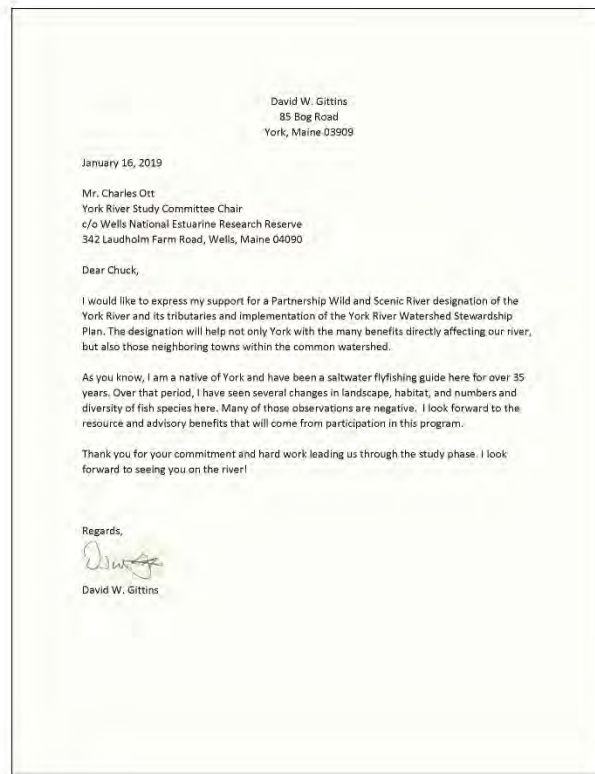 David W. Gittins
85 Bog Road
York, Maine 03909
January 16, 2019
Mr. Charles Ott
York River Study Committee Chair
c/o Wells National Estuarine Research Reserve
342 Laudholm Farm Road, Wells, Maine 04090
Dear Chuck,
I would like to express my support for a Partnership Wild and Scenic River designation of the
York River and its tributaries and implementation of the York River Watershed Stewardship
Plan. The designation will help not only York with the many benefits directly affecting our river,
but also those neighboring towns within the common watershed.
As you know, I am a native of York and have been a saltwater flyfishing guide here for over 35
years. Over that period, I have seen several changes in landscape, habitat, and numbers and
diversity of fish species here. Many of those observations are negative.  I look forward to the
resource and advisory benefits that will come from participation in this program.
Thank you for your commitment and hard work leading us through the study phase. I look
forward to seeing you on the river!
Regards,
David W. Gittins